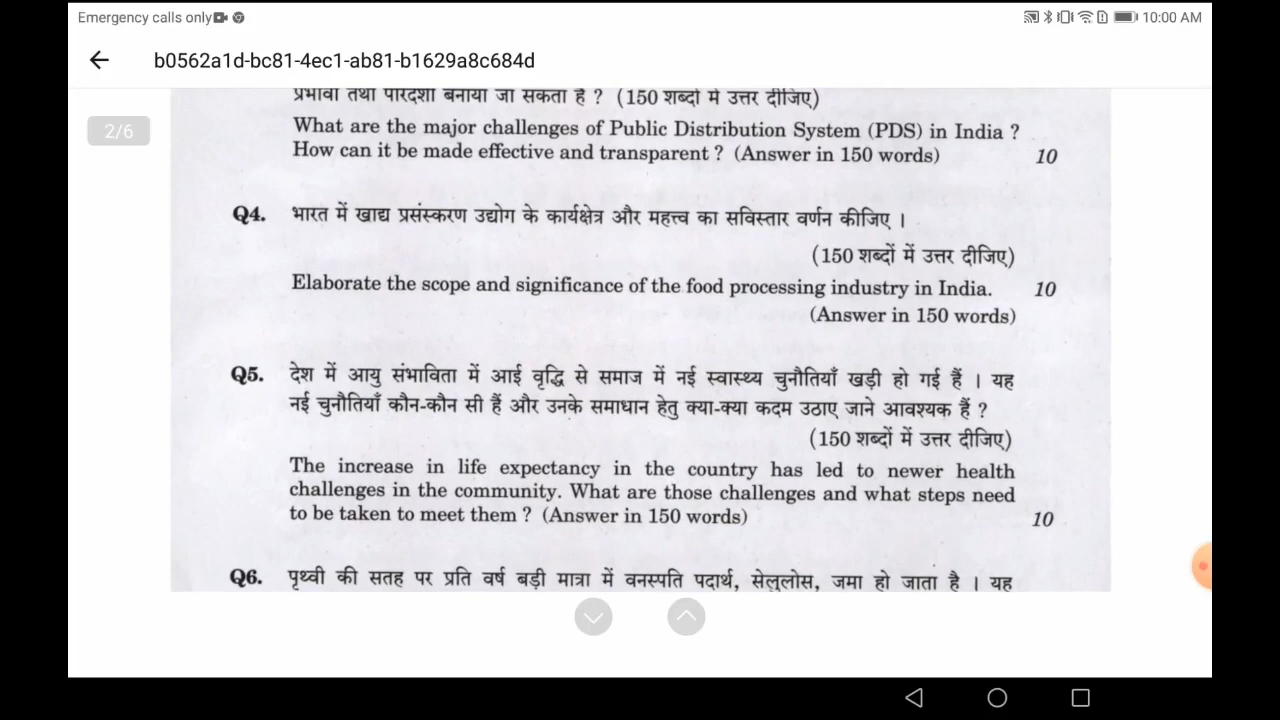 Emergency calls only
10:00 AM
b0562a1d-bc81-4ec1-ab81-b1629a8c684d
2/6
प्रभावी तथा पारदर्शी बनाया जा सकता है ? (150 शब्दों में उत्तर दीजिए)
What are the major challenges of Public Distribution System (PDS) in India ?
How can it be made effective and transparent ? (Answer in 150 words) 10
Q4. भारत में खाद्य प्रसंस्करण उद्योग के कार्यक्षेत्र और महत्त्व का सविस्तार वर्णन कीजिए ।
(150 शब्दों में उत्तर दीजिए)
Elaborate the scope and significance of the food processing industry in India. 10
(Answer in 150 words)
Q5. देश में आयु संभाविता में आई वृद्धि से समाज में नई स्वास्थ्य चुनौतियाँ खड़ी हो गई हैं । यह
नई चुनौतियाँ कौन-कौन सी हैं और उनके समाधान हेतु क्या-क्या कदम उठाए जाने आवश्यक हैं ?
(150 शब्दों में उत्तर दीजिए)
The increase in life expectancy in the country has led to newer health
challenges in the community. What are those challenges and what steps need
to be taken to meet them ? (Answer in 150 words) 10
Q6. पृथ्वी की सतह पर प्रति वर्ष बड़ी मात्रा में वनस्पति पदार्थ, सेलुलोस, जमा हो जाता है । यह